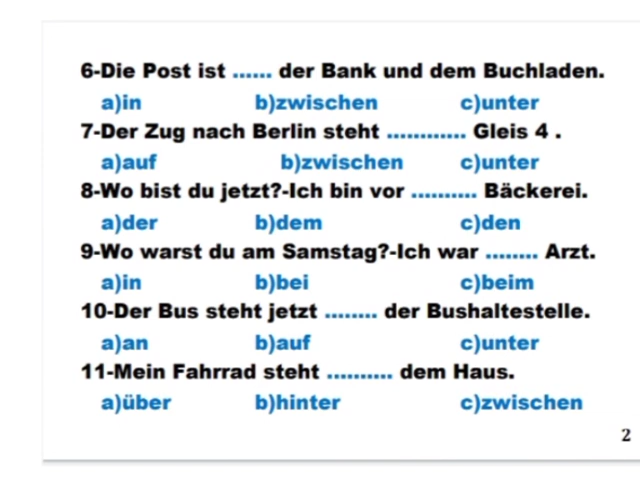 6-Die Post ist ...... der Bank und dem Buchladen.
a)in b)zwischen c)unter
7-Der Zug nach Berlin steht ............ Gleis 4 .
a)auf b)zwischen c)unter
8-Wo bist du jetzt?-Ich bin vor .......... Bäckerei.
a)der b)dem c)den
9-Wo warst du am Samstag?-Ich war ........ Arzt.
a)in b)bei c)beim
10-Der Bus steht jetzt ........ der Bushaltestelle.
a)an b)auf c)unter
11-Mein Fahrrad steht .......... dem Haus.
a)über b)hinter c)zwischen
2